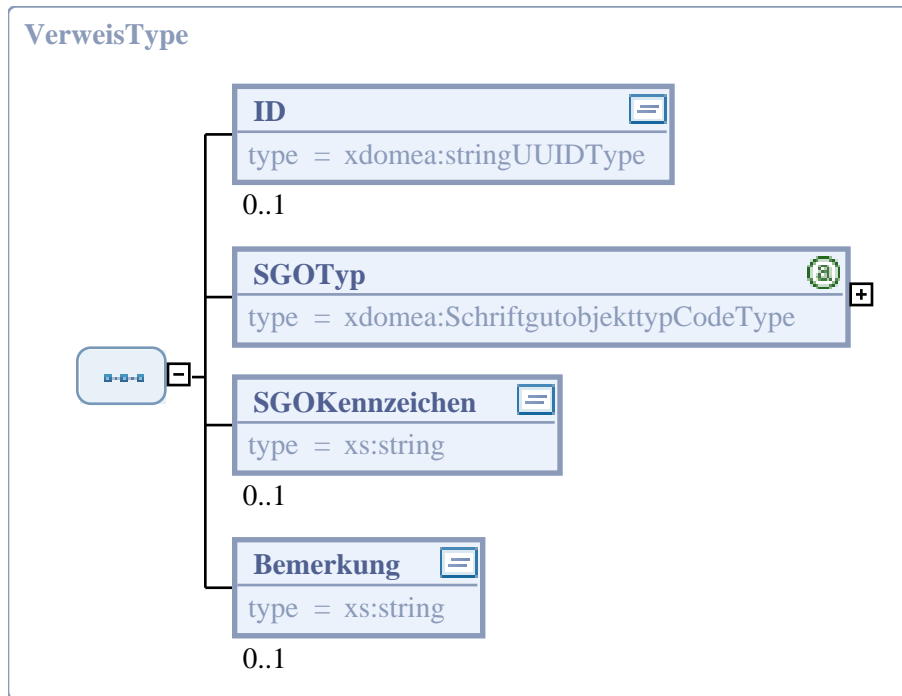 VerweisType
ID
type = xdomea:stringUUIDType
0..1
SGOTyp
a
type = xdomea:SchriftgutobjekttypCodeType
SGOKennzeichen
type = xs:string
0..1
Bemerkung
type = xs:string
0..1